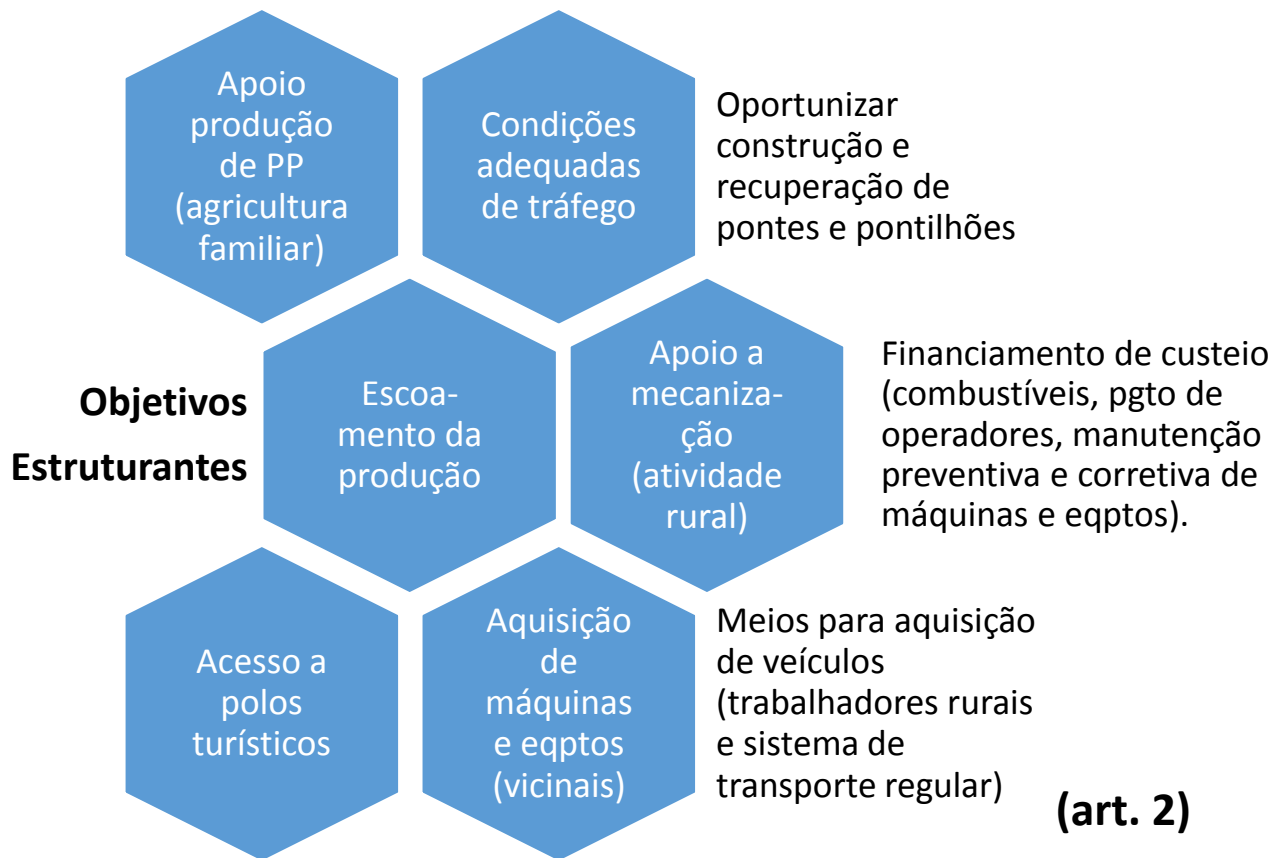 Apoio
produção
de PP
(agricultura
familiar)
Condições
adequadas
de tráfego
Oportunizar
construção e
recuperação de
pontes e pontilhões
Objetivos
Estruturantes
Escoa-
mento da
produção
Apoio a
mecaniza-
ção
(atividade
rural)
Financiamento de custeio
(combustíveis, pgto de
operadores, manutenção
preventiva e corretiva de
máquinas e eqptos).
Acesso a
polos
turísticos
Aquisição
de
máquinas
e eqptos
(vicinais)
Meios para aquisição
de veículos
(trabalhadores rurais
e sistema de
transporte regular)
(art. 2)